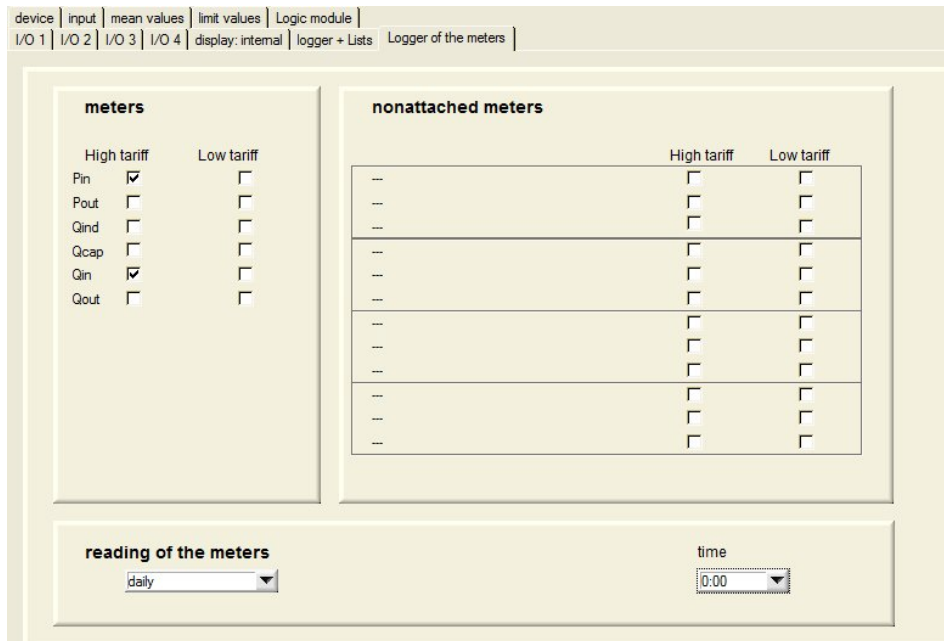 device input mean values limit values Logic module
I/O 1 I/O 2 I/O 3 I/O 4 display: internal logger + Lists Logger of the meters
meters
High tariff Low tariff
Pin
Pout
Qind
Qcap
Qin
Qout
nonattached meters
High tariff Low tariff
---
---
---
---
---
---
---
---
---
---
---
---
reading of the meters
daily
time
0:00